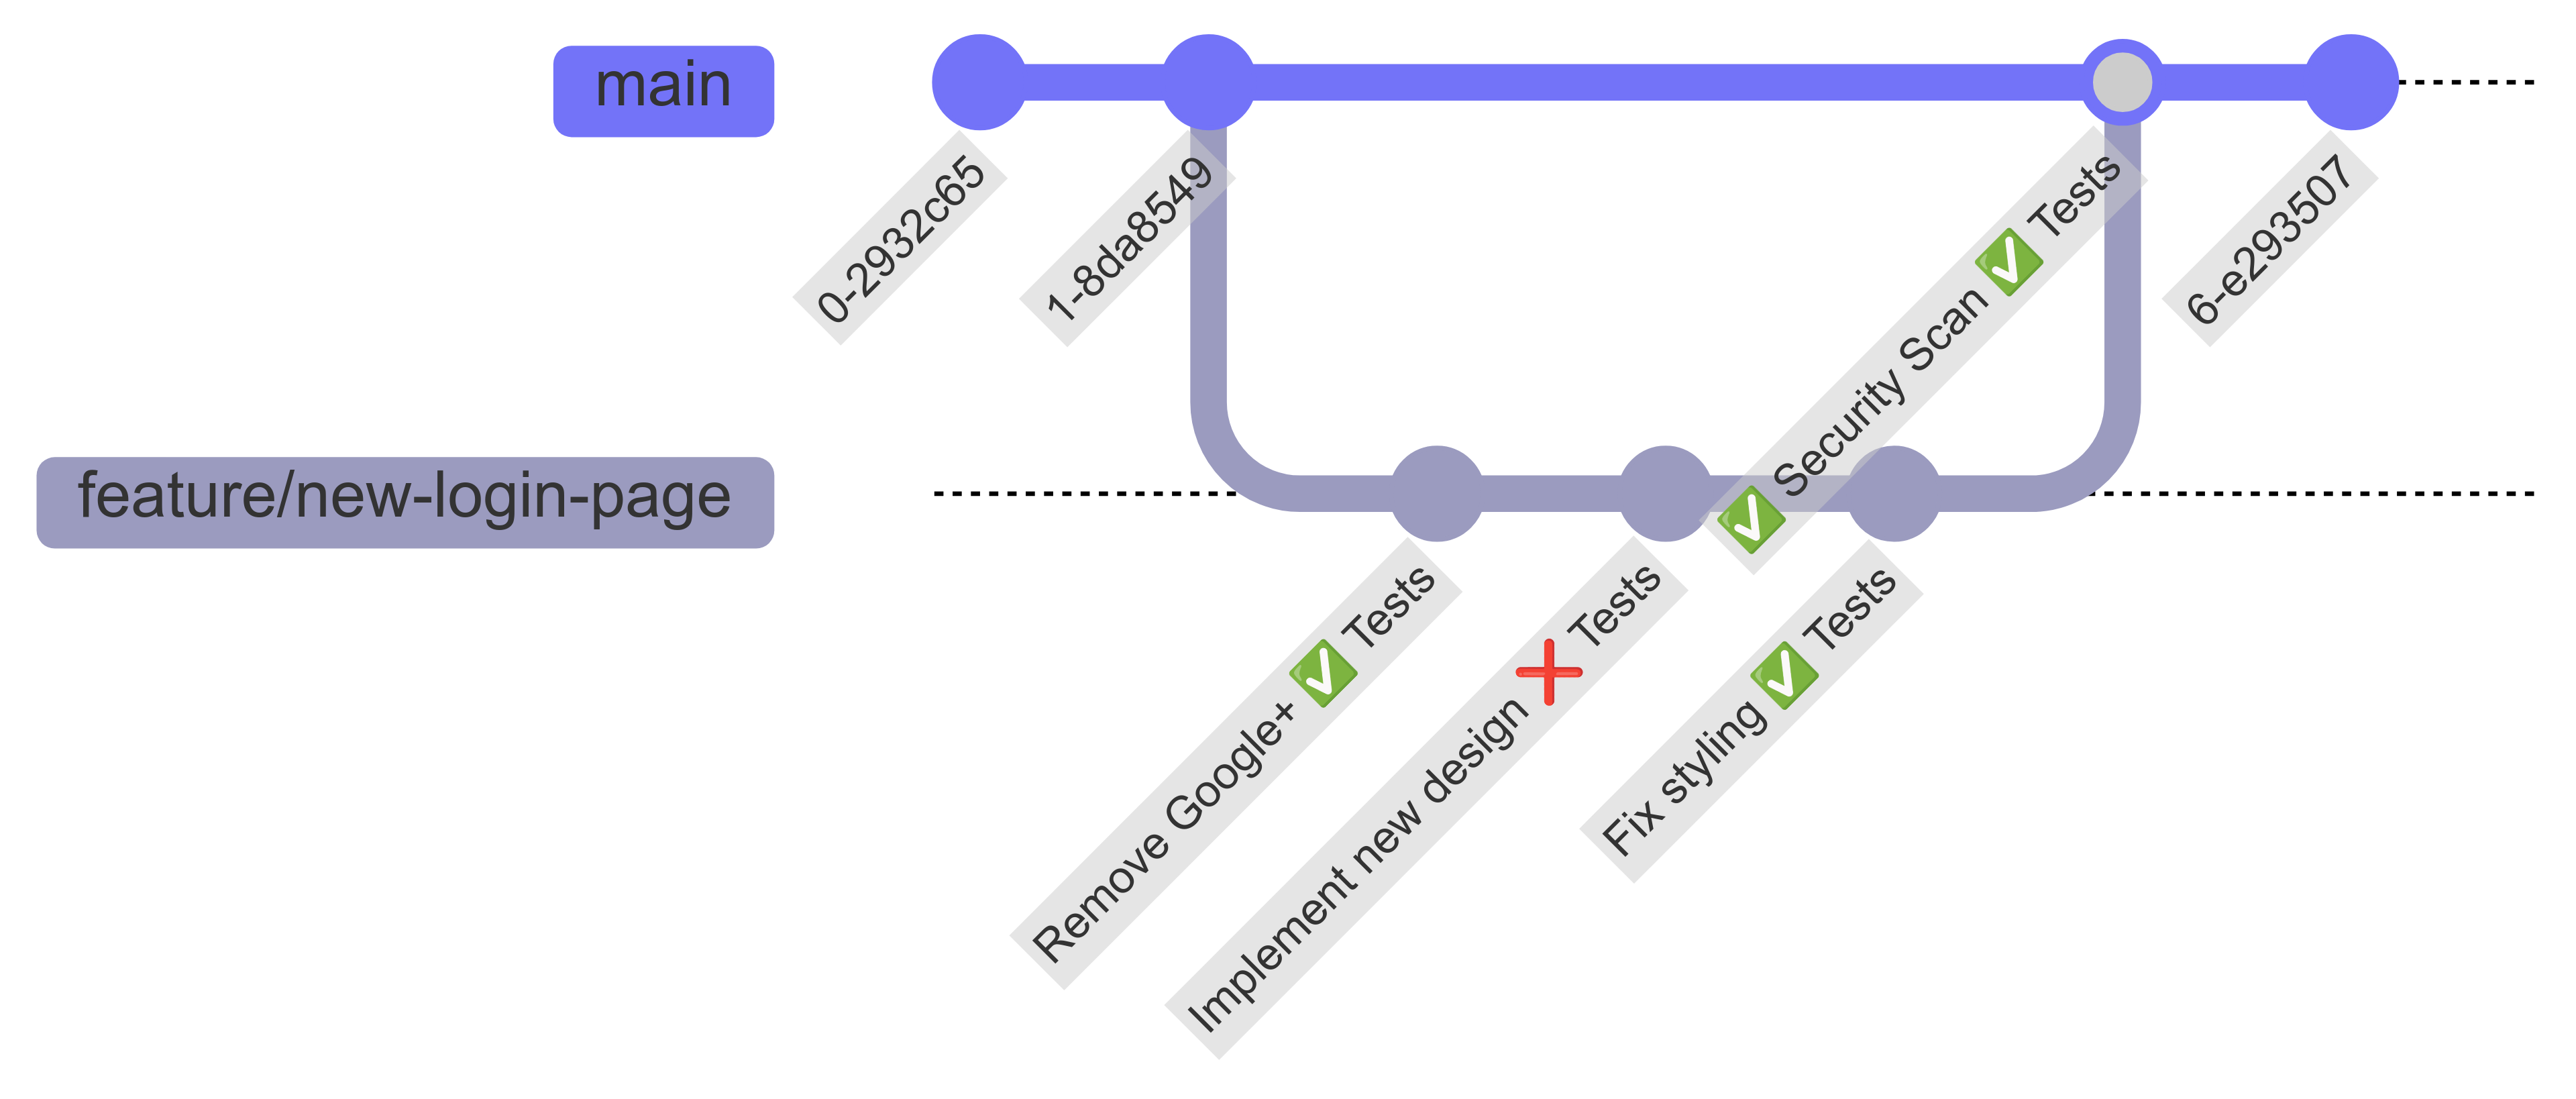 main
0-2932c65
1-8da8549
✅ Security Scan ✅ Tests
6-e293507
feature/new-login-page
Remove Google+ ✅ Tests
Implement new design ❌ Tests
Fix styling ✅ Tests